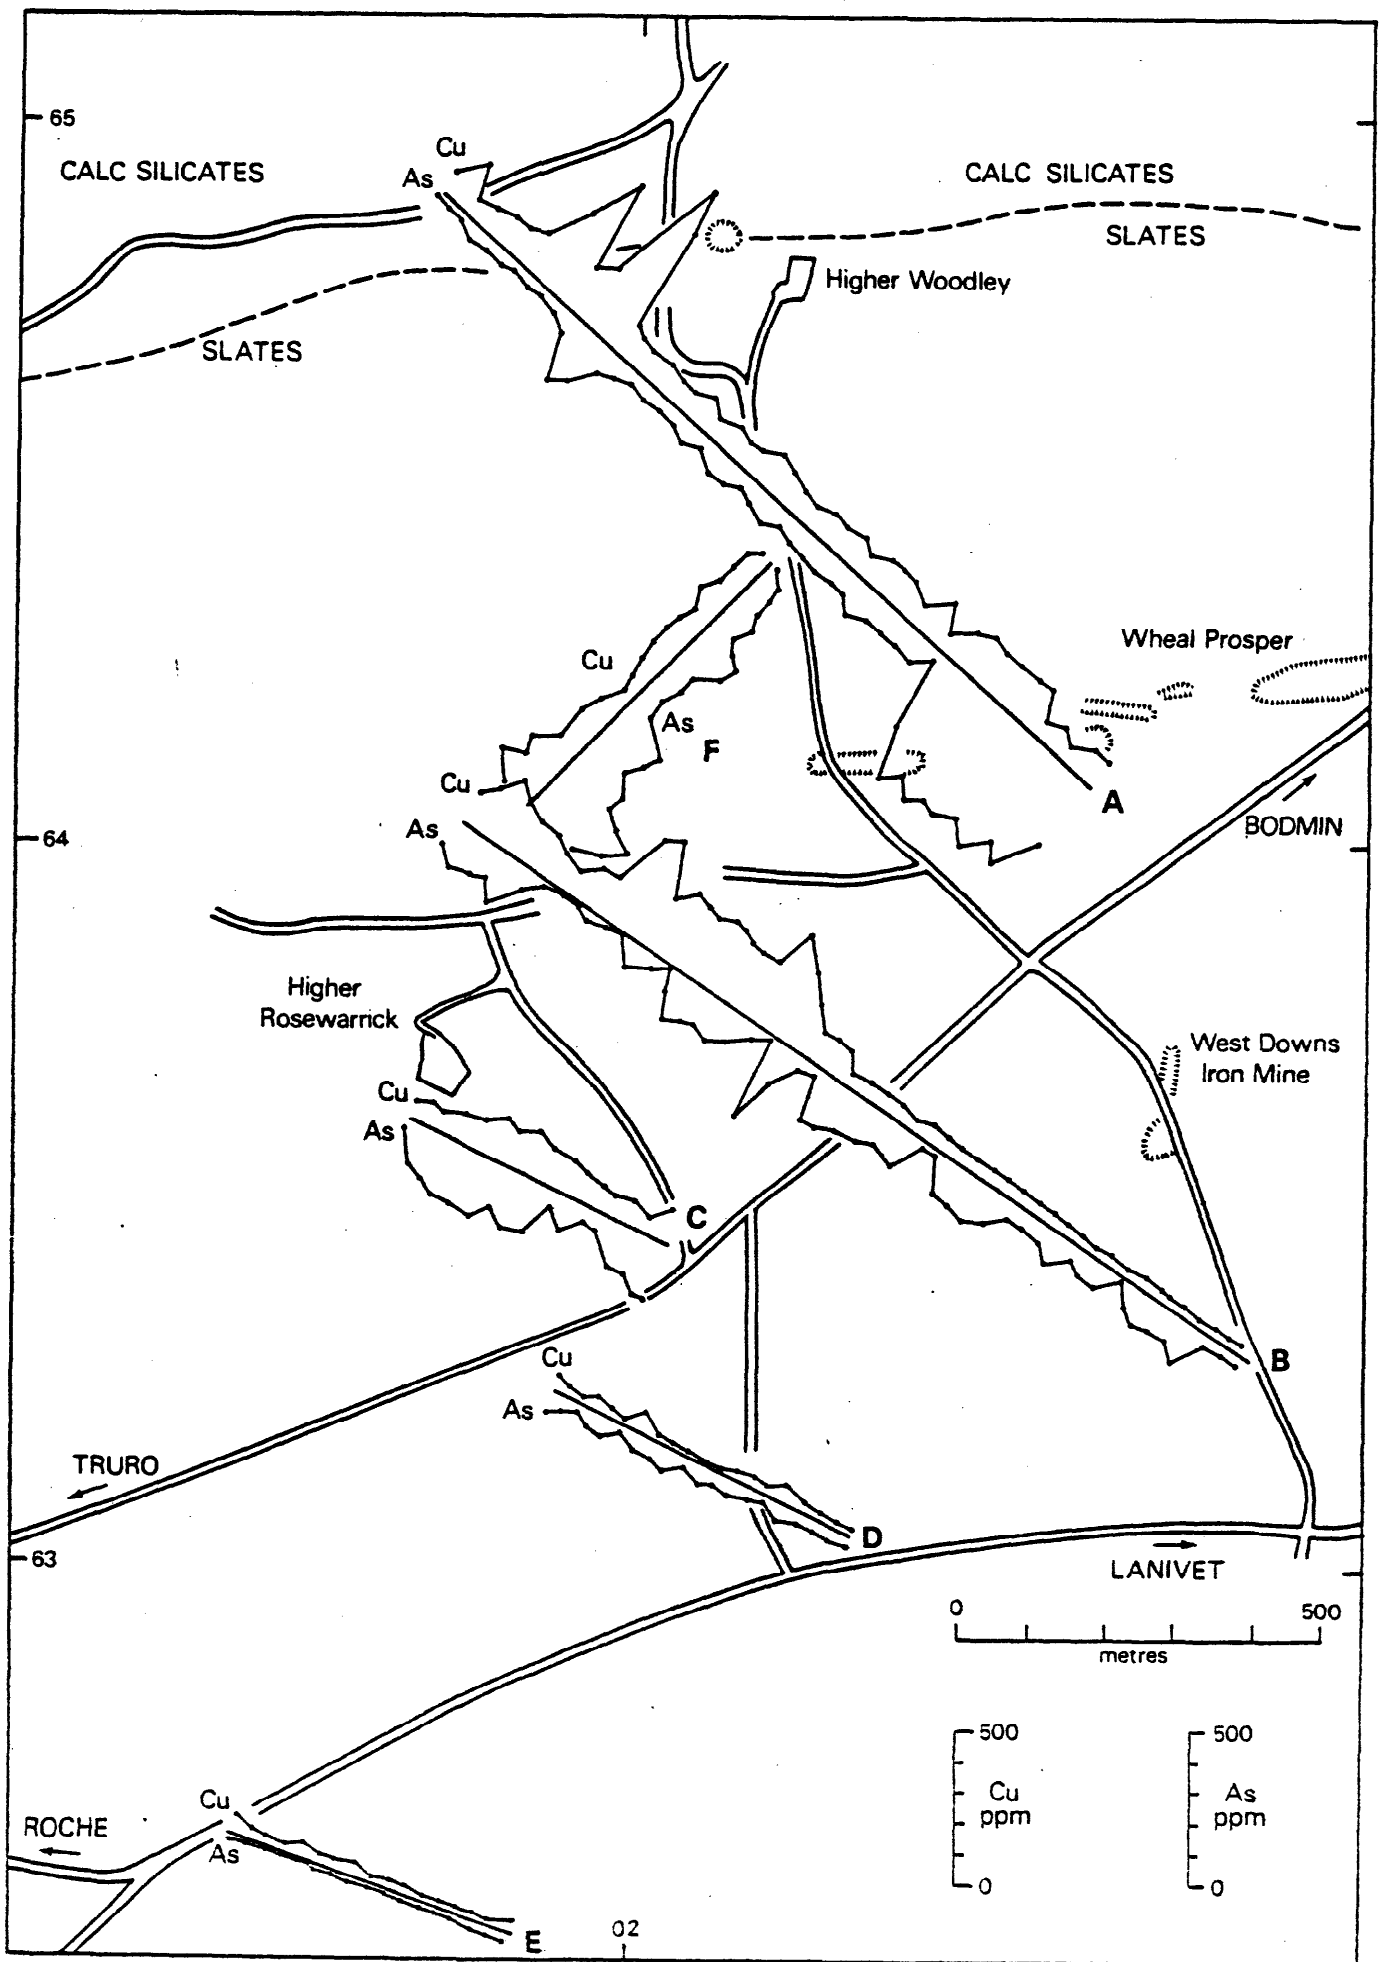 65
Cu
As
CALC SILICATES
CALC SILICATES
SLATES
Higher Woodley
SLATES
Wheal Prosper
Cu
As
F
Cu
As
A
64
BODMIN
Higher
Rosewarrick
West Downs
Iron Mine
Cu
As
C
B
Cu
As
TRURO
D
63
LANIVET
0 500
metres
500
Cu
ppm
0
500
As
ppm
0
Cu
ROCHE
As
02
E